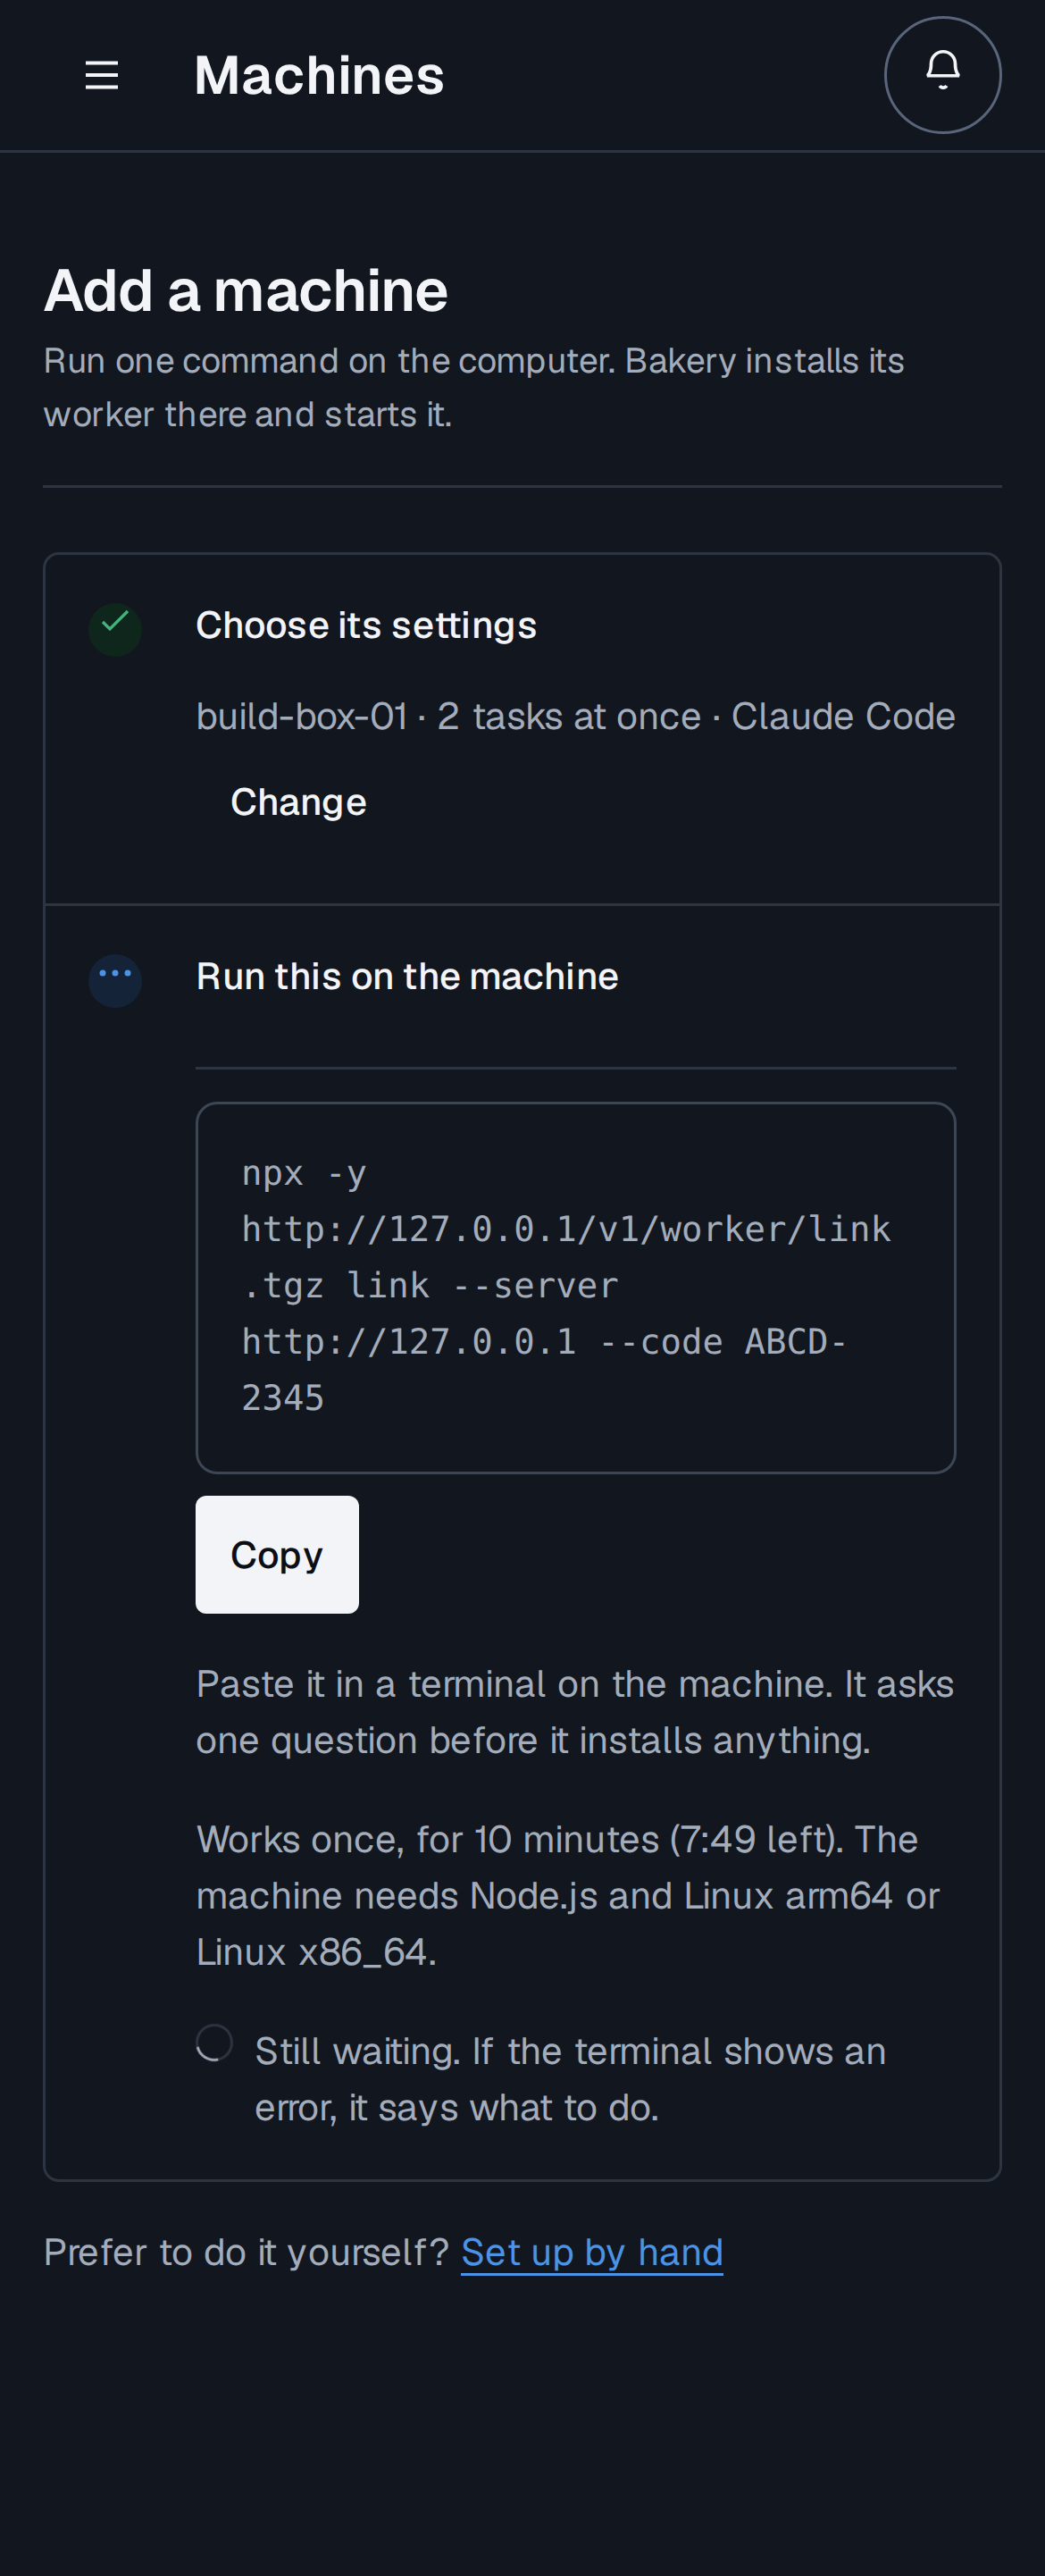 Machines
Add a machine
Run one command on the computer. Bakery installs its
worker there and starts it.
Choose its settings
build-box-01 · 2 tasks at once · Claude Code
Change
Run this on the machine
npx -y
http://127.0.0.1/v1/worker/link
.tgz link --server
http://127.0.0.1 --code ABCD-
2345
Copy
Paste it in a terminal on the machine. It asks
one question before it installs anything.
Works once, for 10 minutes (7:49 left). The
machine needs Node.js and Linux arm64 or
Linux x86_64.
Still waiting. If the terminal shows an
error, it says what to do.
Prefer to do it yourself? Set up by hand